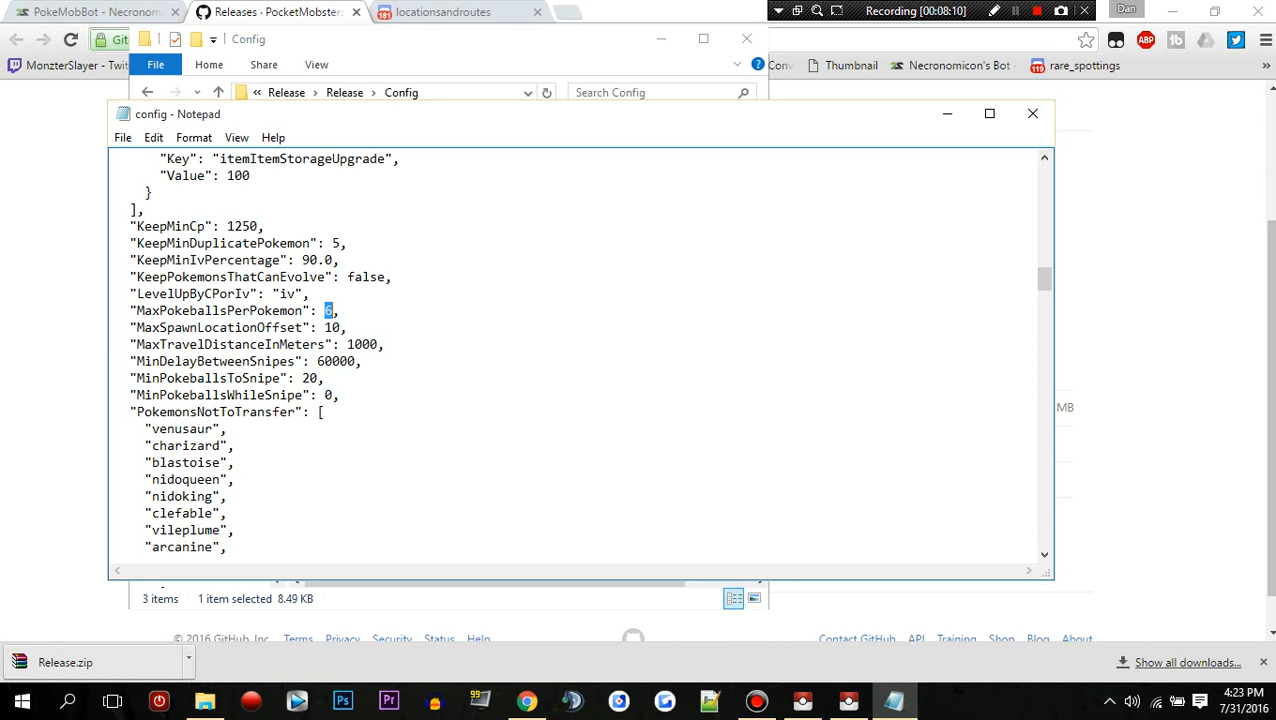 PokeMobBot - Necronom
Releases · PocketMobsters
locationsandroutes
Recording [00:08:10]
Dan
Git
Config
MonzterSlayer - Twit
File Home Share View
Conv
Thumbnail
Necronomicon's Bot -
rare_spottings
« Release Release Config
Search Config
config - Notepad
File Edit Format View Help
"Key": "itemItemStorageUpgrade",
"Value": 100
}
],
"KeepMinCp": 1250,
"KeepMinDuplicatePokemon": 5,
"KeepMinIvPercentage": 90.0,
"KeepPokemonsThatCanEvolve": false,
"LevelUpByCPorIv": "iv",
"MaxPokeballsPerPokemon": 6,
"MaxSpawnLocationOffset": 10,
"MaxTravelDistanceInMeters": 1000,
"MinDelayBetweenSnipes": 60000,
"MinPokeballsToSnipe": 20,
"MinPokeballsWhileSnipe": 0,
"PokemonsNotToTransfer": [
"venusaur",
"charizard",
"blastoise",
"nidoqueen",
"nidoking",
"clefable",
"vileplume",
"arcanine",
MB
3 items 1 item selected 8.49 KB
© 2016 GitHub, Inc. Terms Privacy Security Status Help
Contact GitHub API Training Shop Blog About
Release.zip
Show all downloads...
4:23 PM
7/31/2016